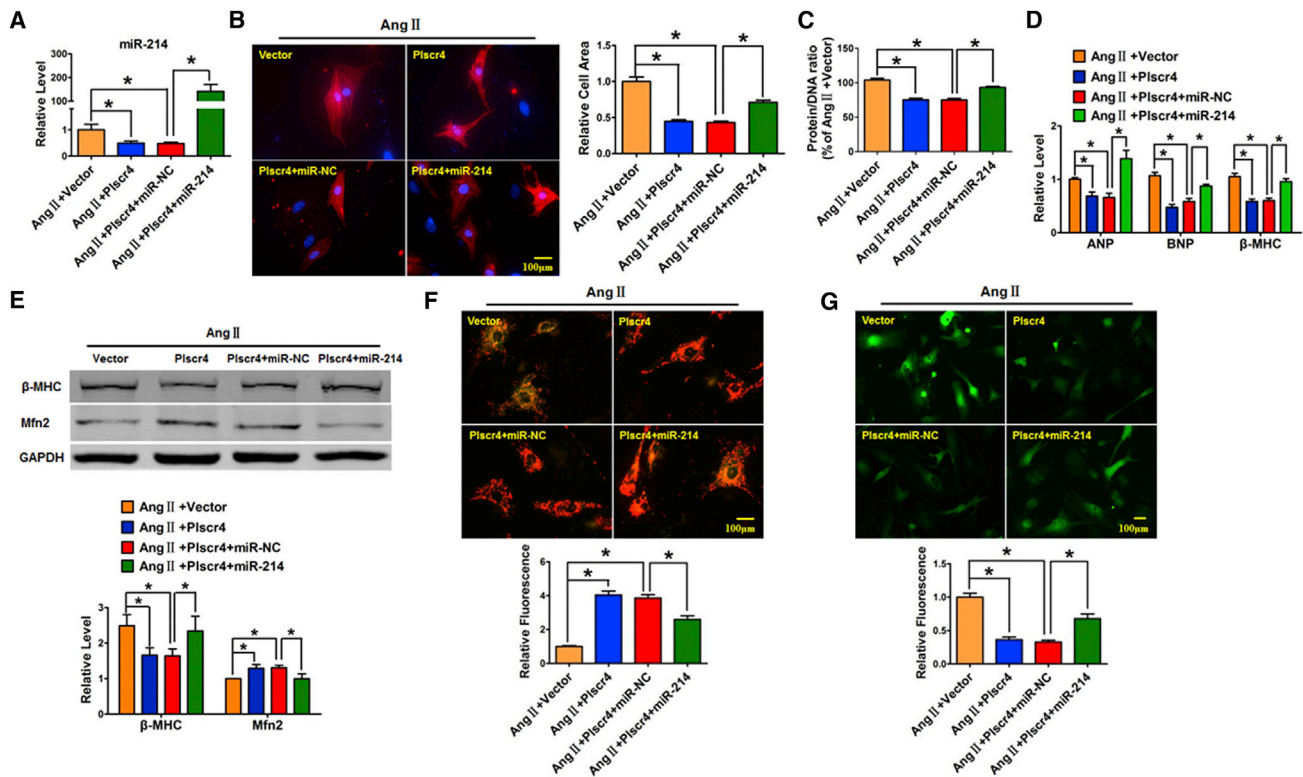 A
miR-214
Relative Level
300
200
100
1
0
*
*
*
Ang Ⅱ +Vector
Ang Ⅱ +Plscr4
Ang Ⅱ +Plscr4+miR-NC
Ang Ⅱ +Plscr4+miR-214
B
Ang Ⅱ
Vector
Plscr4
Plscr4+miR-NC
Plscr4+miR-214
100μm
Relative Cell Area
1.5
1.0
0.5
0.0
*
*
*
Ang Ⅱ +Vector
Ang Ⅱ +Plscr4
Ang Ⅱ +Plscr4+miR-NC
Ang Ⅱ +Plscr4+miR-214
C
Protein/DNA ratio
(% of Ang Ⅱ +Vector)
150
100
50
0
*
*
*
Ang Ⅱ +Vector
Ang Ⅱ +Plscr4
Ang Ⅱ +Plscr4+miR-NC
Ang Ⅱ +Plscr4+miR-214
D
Ang Ⅱ +Vector
Ang Ⅱ +Plscr4
Ang Ⅱ +Plscr4+miR-NC
Ang Ⅱ +Plscr4+miR-214
Relative Level
2.0
1.5
1.0
0.5
0.0
* * *
* * *
* * *
ANP BNP β-MHC
E
Ang Ⅱ
Vector Plscr4 Plscr4+miR-NC Plscr4+miR-214
β-MHC
Mfn2
GAPDH
Ang Ⅱ +Vector
Ang Ⅱ +Plscr4
Ang Ⅱ +Plscr4+miR-NC
Ang Ⅱ +Plscr4+miR-214
Relative Level
3
2
1
0
* * *
* * *
β-MHC Mfn2
F
Ang Ⅱ
Vector
Plscr4
Plscr4+miR-NC
Plscr4+miR-214
100μm
Relative Fluorescence
6
4
2
0
*
*
*
Ang Ⅱ +Vector
Ang Ⅱ +Plscr4
Ang Ⅱ +Plscr4+miR-NC
Ang Ⅱ +Plscr4+miR-214
G
Ang Ⅱ
Vector
Plscr4
Plscr4+miR-NC
Plscr4+miR-214
100μm
Relative Fluorescence
1.5
1.0
0.5
0.0
*
*
*
Ang Ⅱ +Vector
Ang Ⅱ +Plscr4
Ang Ⅱ +Plscr4+miR-NC
Ang Ⅱ +Plscr4+miR-214